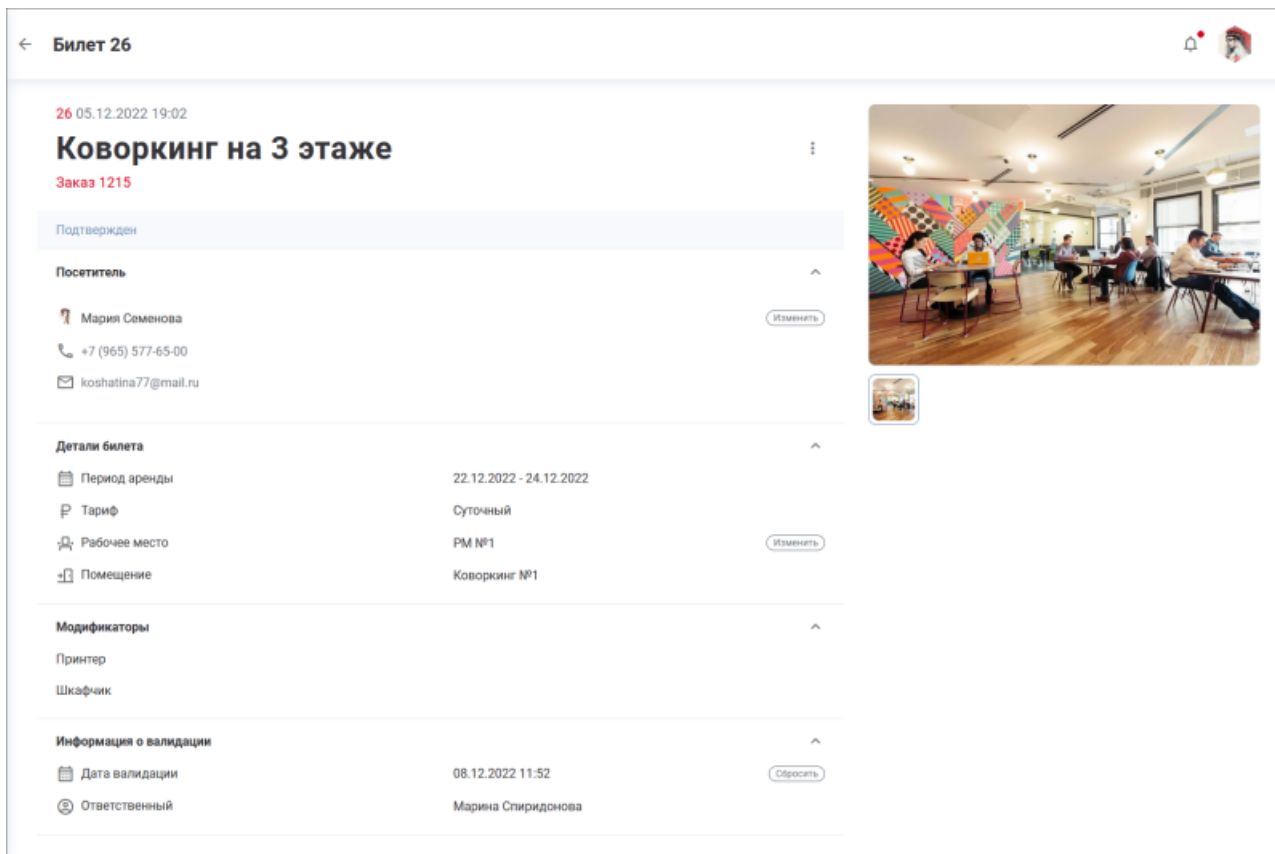 Билет 26
26 05.12.2022 19:02
Коворкинг на 3 этаже
Заказ 1215
Подтвержден
Посетитель
Мария Семенова Изменить
+7 (965) 577-65-00
koshatina77@mail.ru
Детали билета
Период аренды 22.12.2022 - 24.12.2022
Тариф Суточный
Рабочее место РМ №1 Изменить
Помещение Коворкинг №1
Модификаторы
Принтер
Шкафчик
Информация о валидации
Дата валидации 08.12.2022 11:52 Сбросить
Ответственный Марина Спиридонова